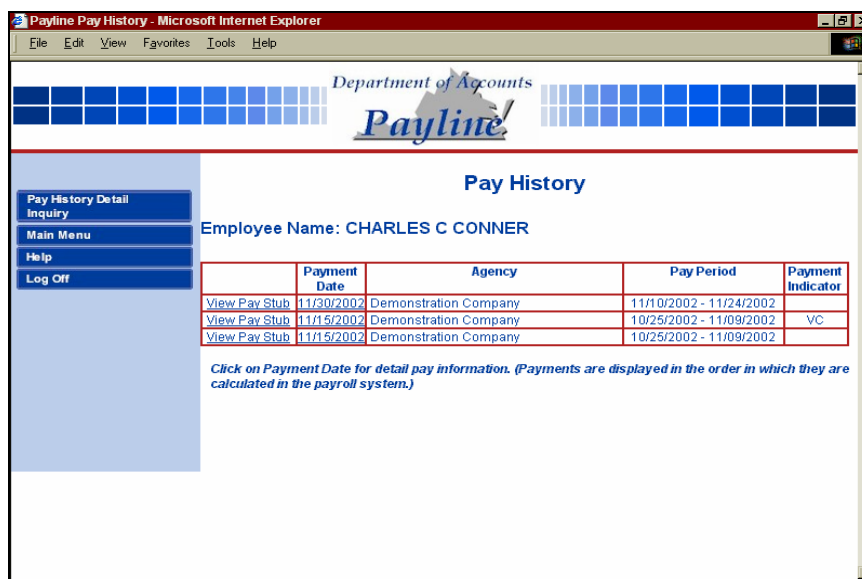 Payline Pay History - Microsoft Internet Explorer
File Edit View Favorites Tools Help
Department of Accounts
Payline
Pay History
Pay History Detail
Inquiry
Main Menu
Help
Log Off
Employee Name: CHARLES C CONNER
Payment Date Agency Pay Period Payment Indicator
View Pay Stub 11/30/2002 Demonstration Company 11/10/2002 - 11/24/2002
View Pay Stub 11/15/2002 Demonstration Company 10/25/2002 - 11/09/2002 VC
View Pay Stub 11/15/2002 Demonstration Company 10/25/2002 - 11/09/2002
Click on Payment Date for detail pay information. (Payments are displayed in the order in which they are
calculated in the payroll system.)